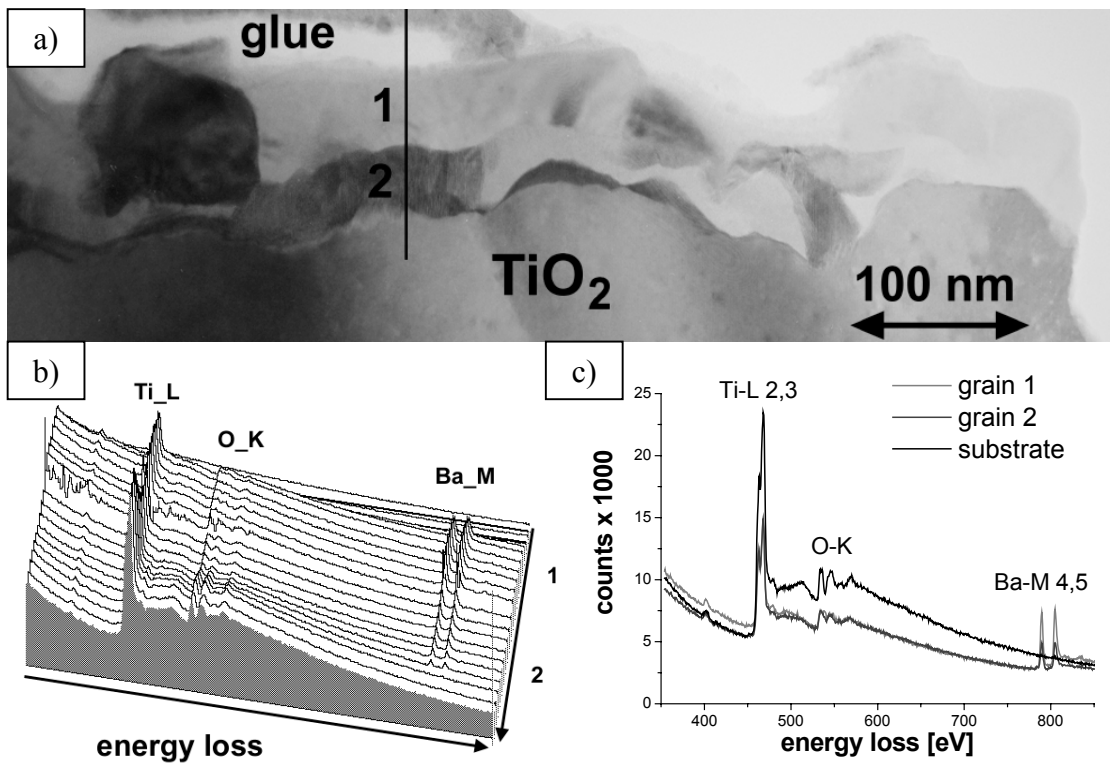 a)
glue
1
2
TiO2
100 nm
b)
Ti_L
O_K
Ba_M
1
2
energy loss
c)
Ti-L 2,3
grain 1
grain 2
substrate
O-K
Ba-M 4,5
25
20
15
10
5
0
counts x 1000
400 500 600 700 800
energy loss [eV]